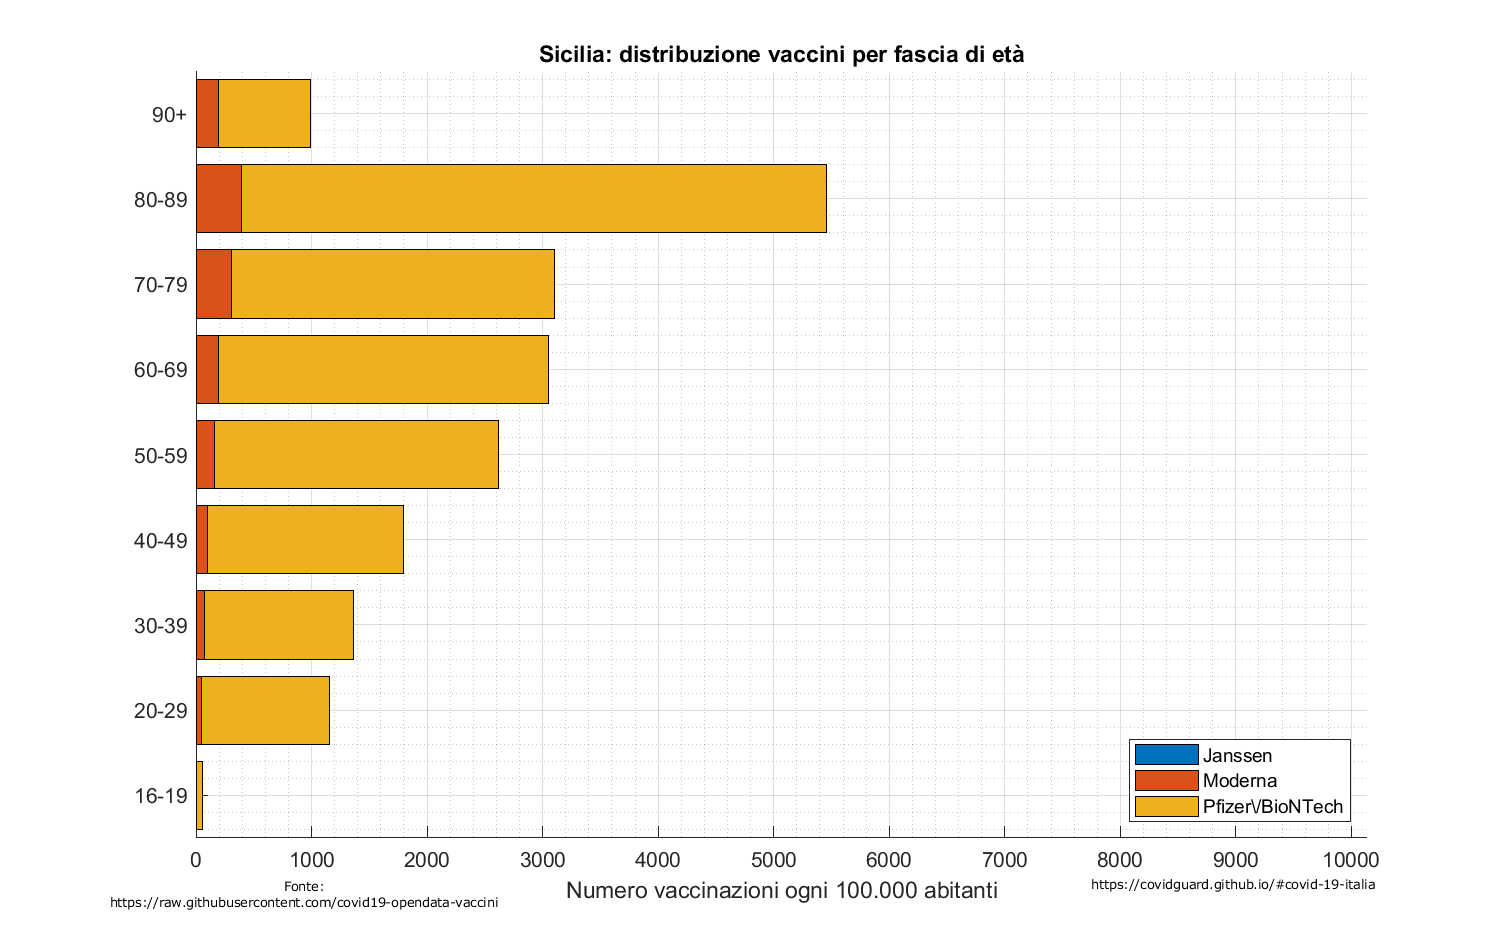 Sicilia: distribuzione vaccini per fascia di età
90+
80-89
70-79
60-69
50-59
40-49
30-39
20-29
16-19
Janssen
Moderna
Pfizer\/BioNTech
0 1000 2000 3000 4000 5000 6000 7000 8000 9000 10000
Numero vaccinazioni ogni 100.000 abitanti
Fonte:
https://raw.githubusercontent.com/covid19-opendata-vaccini
https://covidguard.github.io/#covid-19-italia